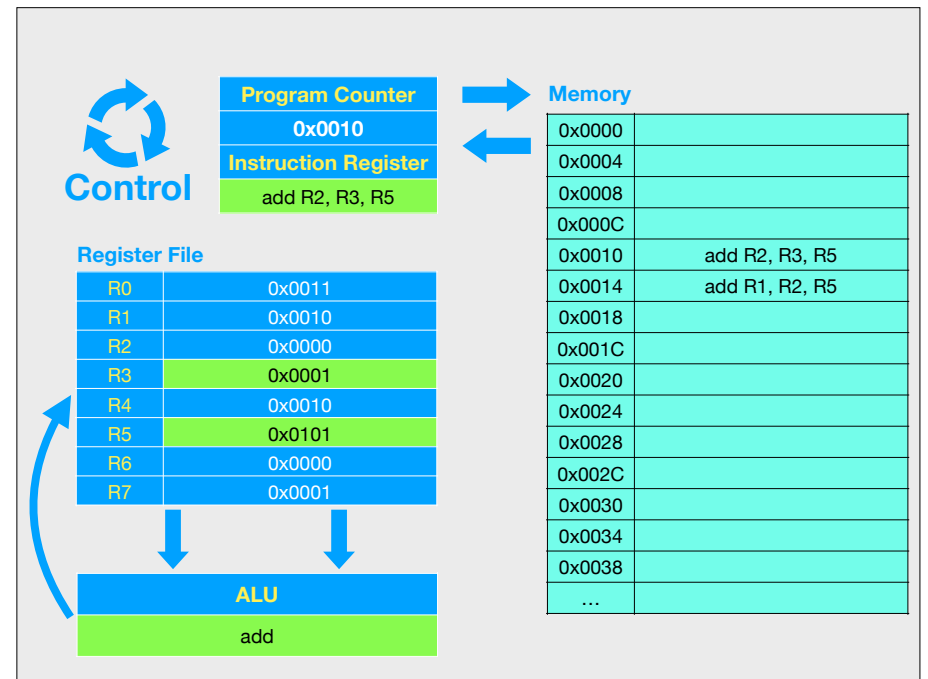 Program Counter
0x0010
Instruction Register
add R2, R3, R5
Control
Register File
R0 0x0011
R1 0x0010
R2 0x0000
R3 0x0001
R4 0x0010
R5 0x0101
R6 0x0000
R7 0x0001
ALU
add
Memory
0x0000
0x0004
0x0008
0x000C
0x0010 add R2, R3, R5
0x0014 add R1, R2, R5
0x0018
0x001C
0x0020
0x0024
0x0028
0x002C
0x0030
0x0034
0x0038
…